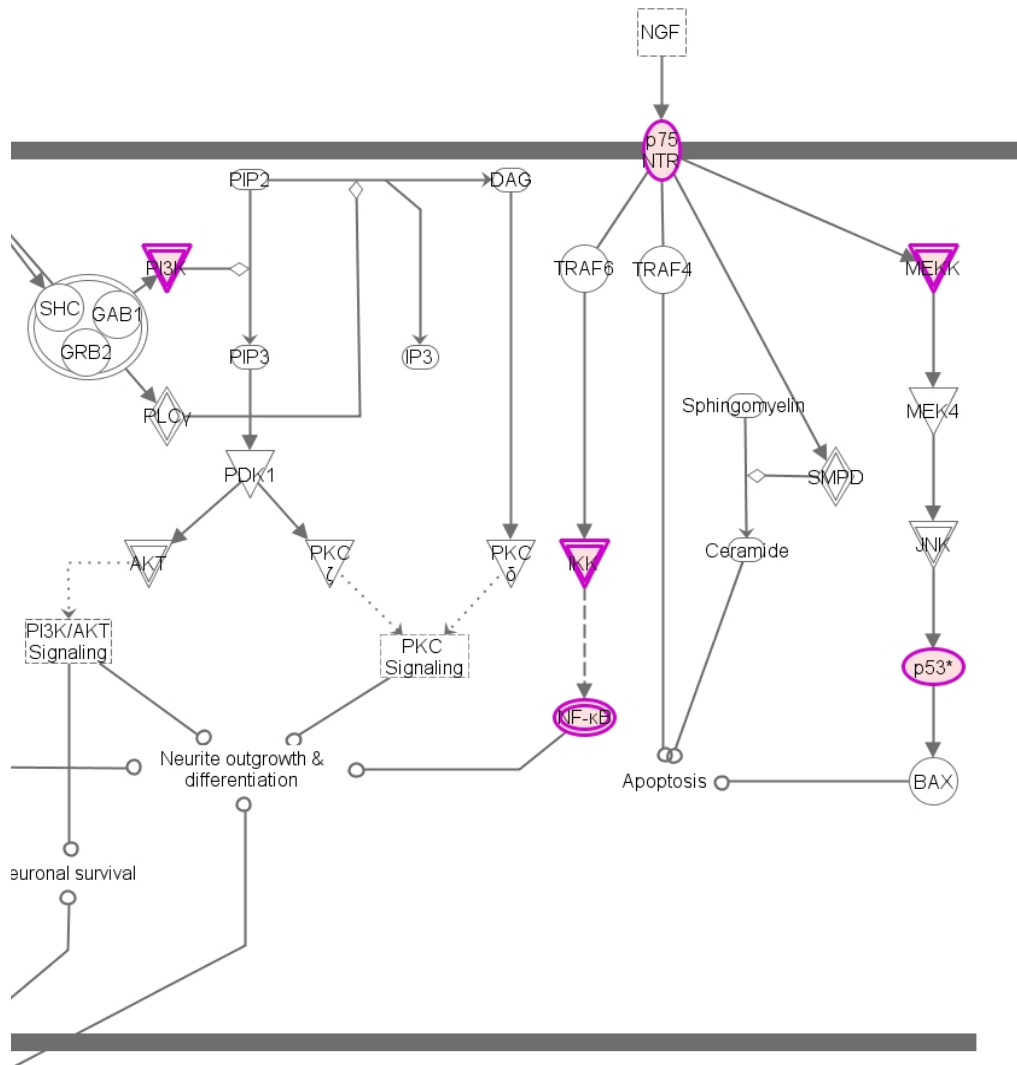 NGF
p75
NTR
PIP2
DAG
PI3K
TRAF6
TRAF4
MEKK
SHC
GAB1
GRB2
PIP3
IP3
PLCγ
Sphingomyelin
MEK4
PDK1
SMPD
AKT
PKC
ζ
PKC
δ
IKK
Ceramide
JNK
PI3K/AKT
Signaling
PKC
Signaling
p53*
NF-κB
Neurite outgrowth &
differentiation
Apoptosis
BAX
euronal survival